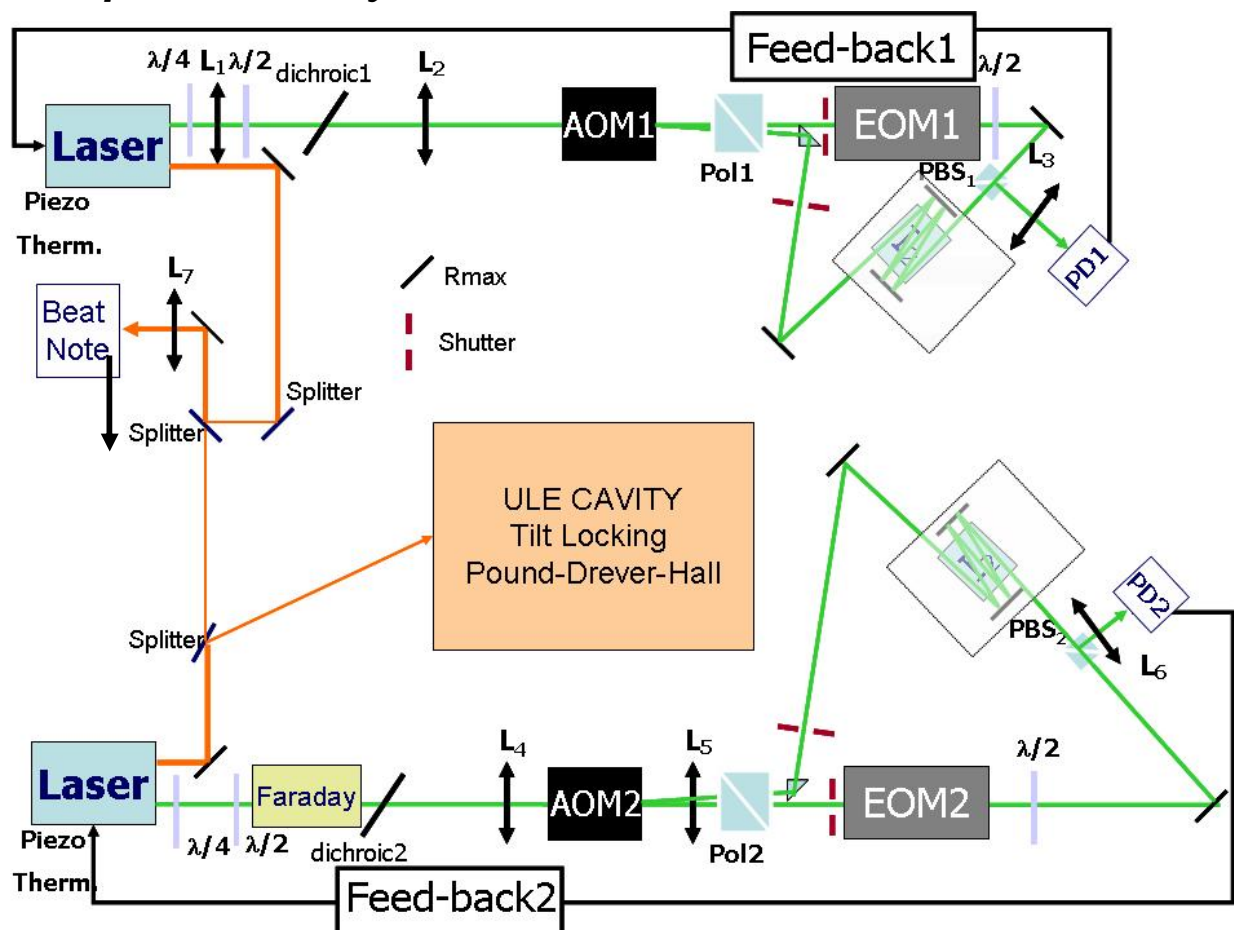 Feed-back1
λ/4 L1 λ/2 dichroic1
L2
λ/2
Laser
AOM1
EOM1
Pol1
PBS1
L3
Piezo
Therm.
PD1
L7
Rmax
Beat
Note
Shutter
Splitter
Splitter
ULE CAVITY
Tilt Locking
Pound-Drever-Hall
PD2
PBS2
L6
Splitter
L4
L5
λ/2
Laser
Faraday
AOM2
EOM2
Piezo
λ/4
λ/2
dichroic2
Pol2
Therm.
Feed-back2